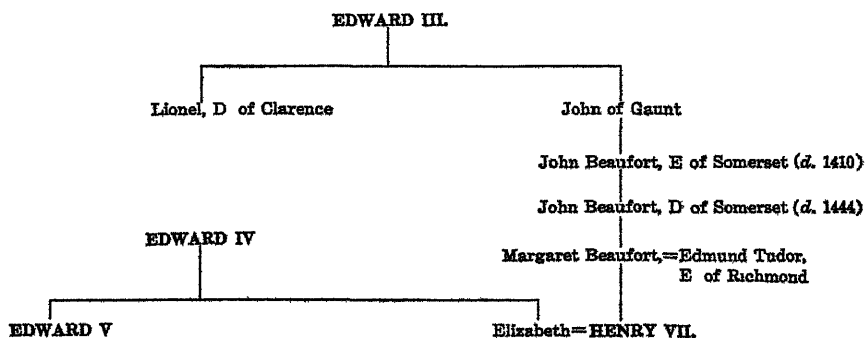 EDWARD III.
Lionel, D of Clarence John of Gaunt
John Beaufort, E of Somerset (d. 1410)
John Beaufort, D of Somerset (d. 1444)
EDWARD IV
Margaret Beaufort,=Edmund Tudor,
E of Richmond
EDWARD V Elizabeth=HENRY VII.